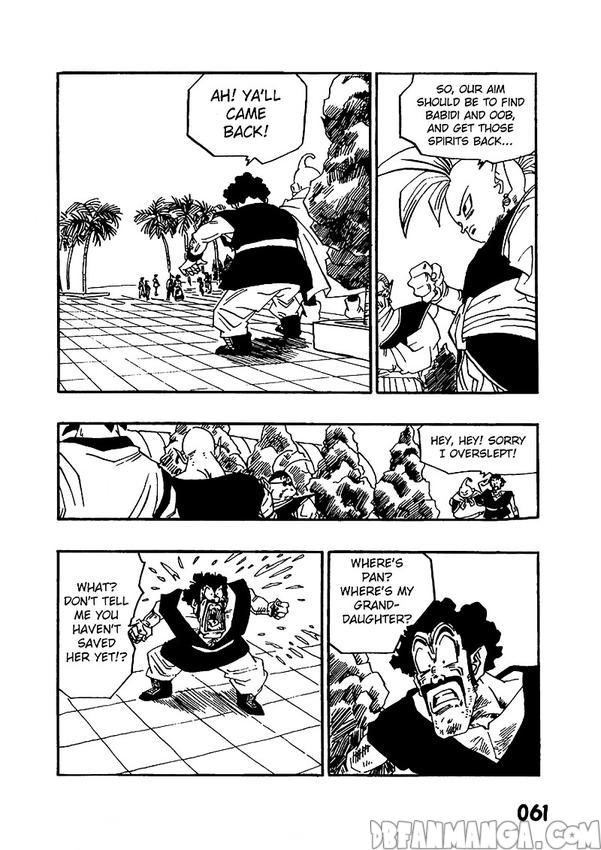 SO, OUR AIM
SHOULD BE TO FIND
BABIDI AND OOB,
AND GET THOSE
SPIRITS BACK...
AH! YA'LL
CAME
BACK!
HEY, HEY! SORRY
I OVERSLEPT!
WHERE'S
PAN?
WHERE'S MY
GRAND-
DAUGHTER?
WHAT?
DON'T TELL
ME YOU
HAVEN'T
SAVED
HER YET!?
061
DBFANMANGA.COM